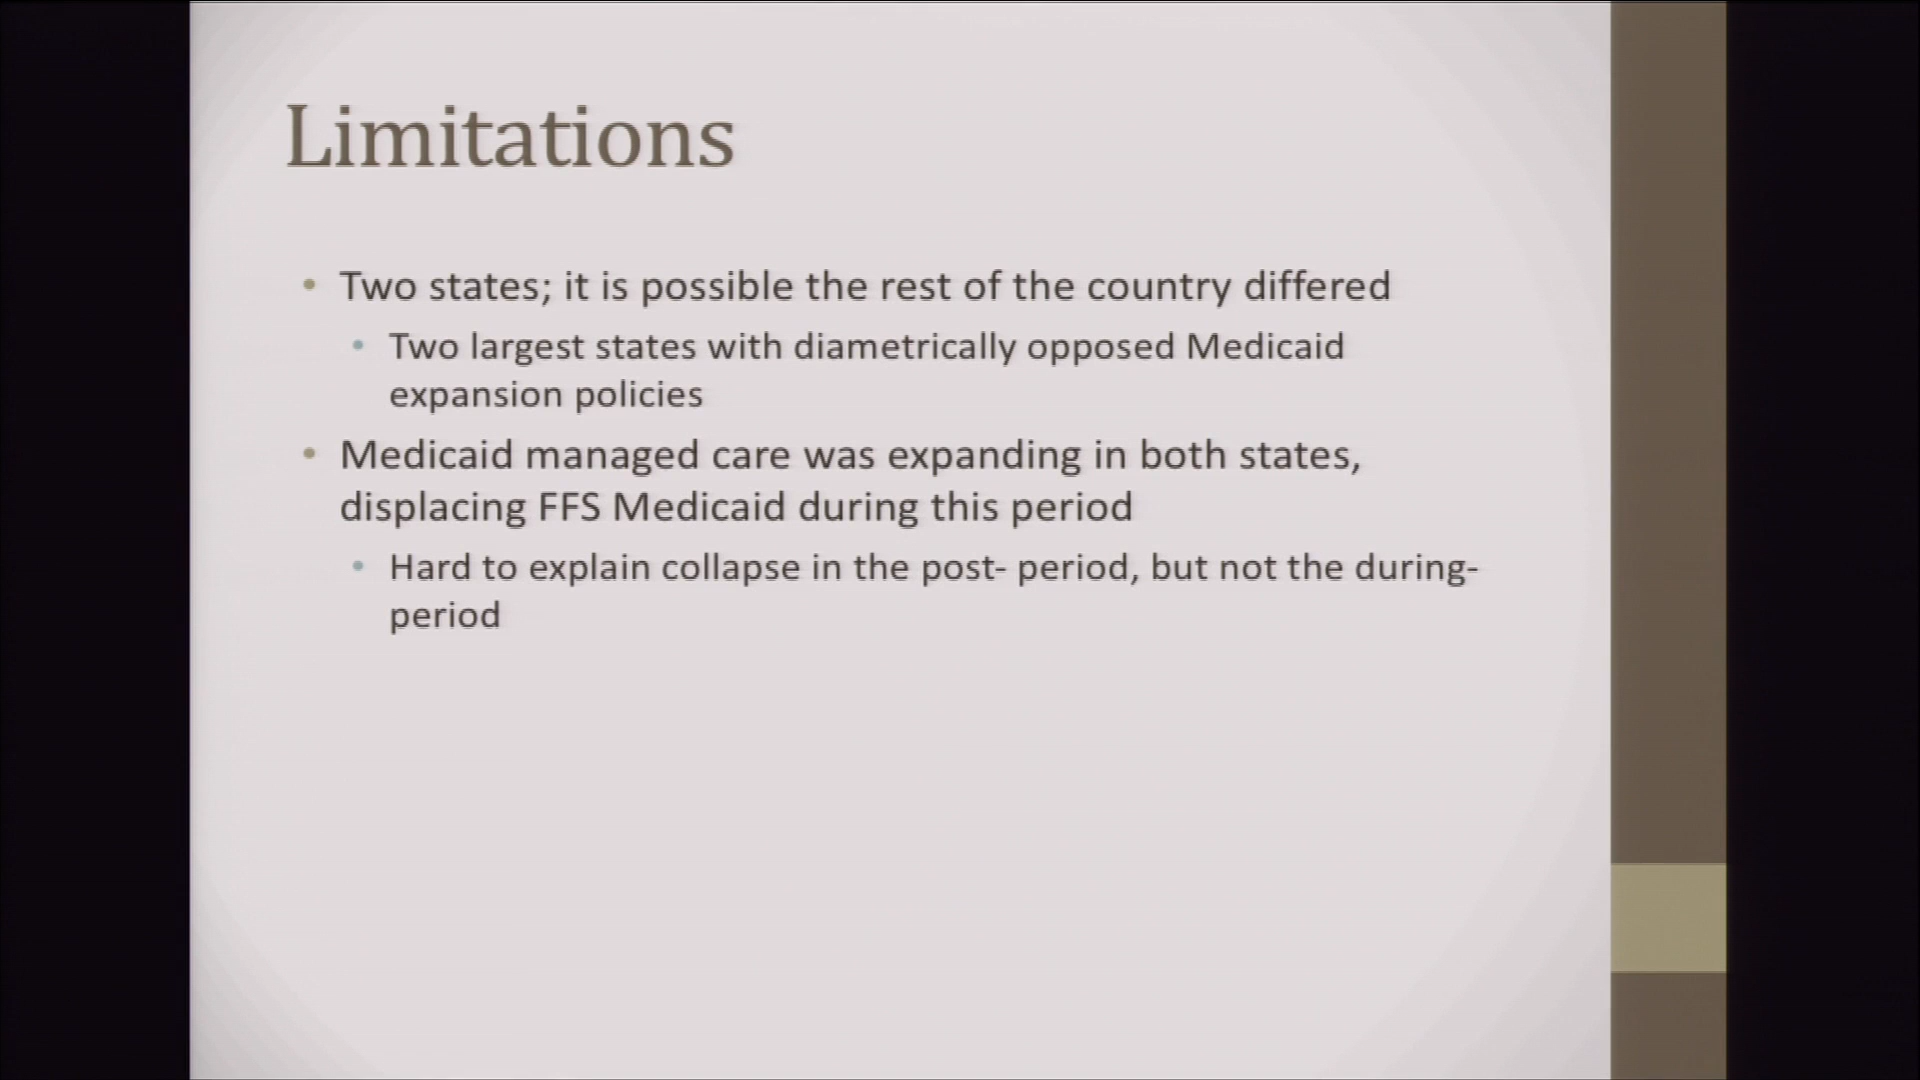 Limitations
• Two states; it is possible the rest of the country differed
• Two largest states with diametrically opposed Medicaid
expansion policies
• Medicaid managed care was expanding in both states,
displacing FFS Medicaid during this period
• Hard to explain collapse in the post- period, but not the during-
period